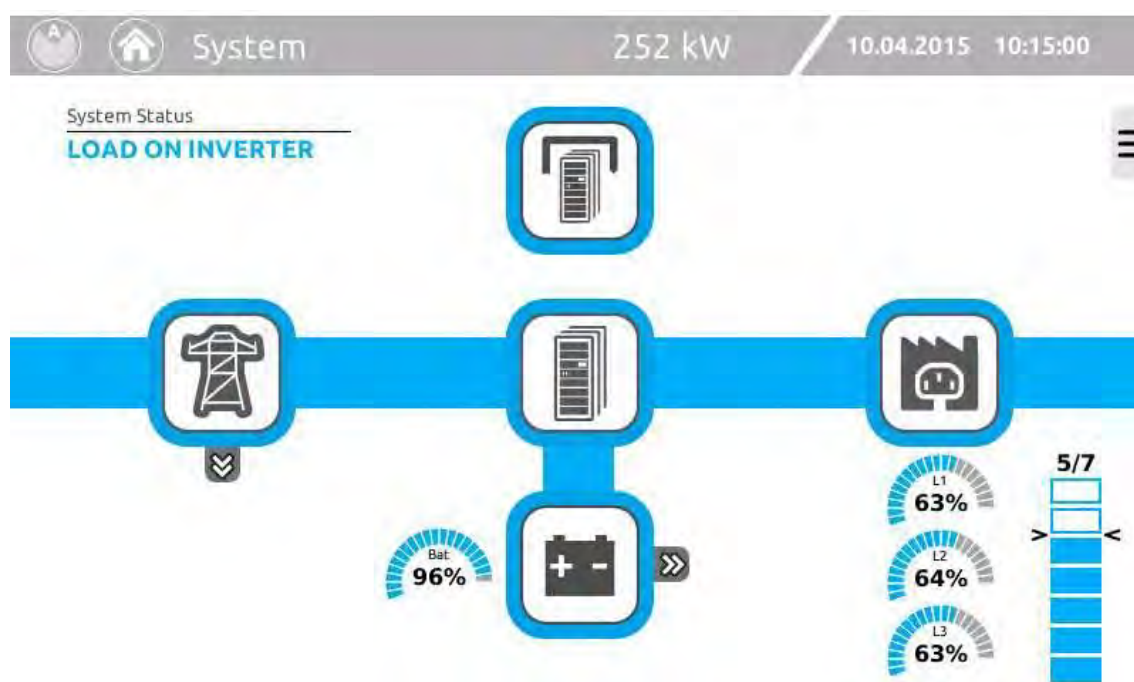 A
System
252 kW
10.04.2015 10:15:00
System Status
LOAD ON INVERTER
Bat
96%
L1
63%
L2
64%
L3
63%
5/7
> <